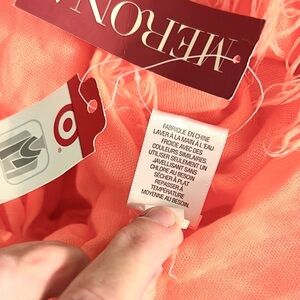 MERONA
FABRIQUÉ EN CHINE
LAVER À LA MAIN À L'EAU
FROIDE AVEC DES
COULEURS SIMILAIRES.
UTILISER SEULEMENT UN
JAVELLISANT SANS
CHLORE AU BESOIN.
SÉCHER À PLAT
REPASSER À
TEMPÉRATURE
MOYENNE AU BESOIN.